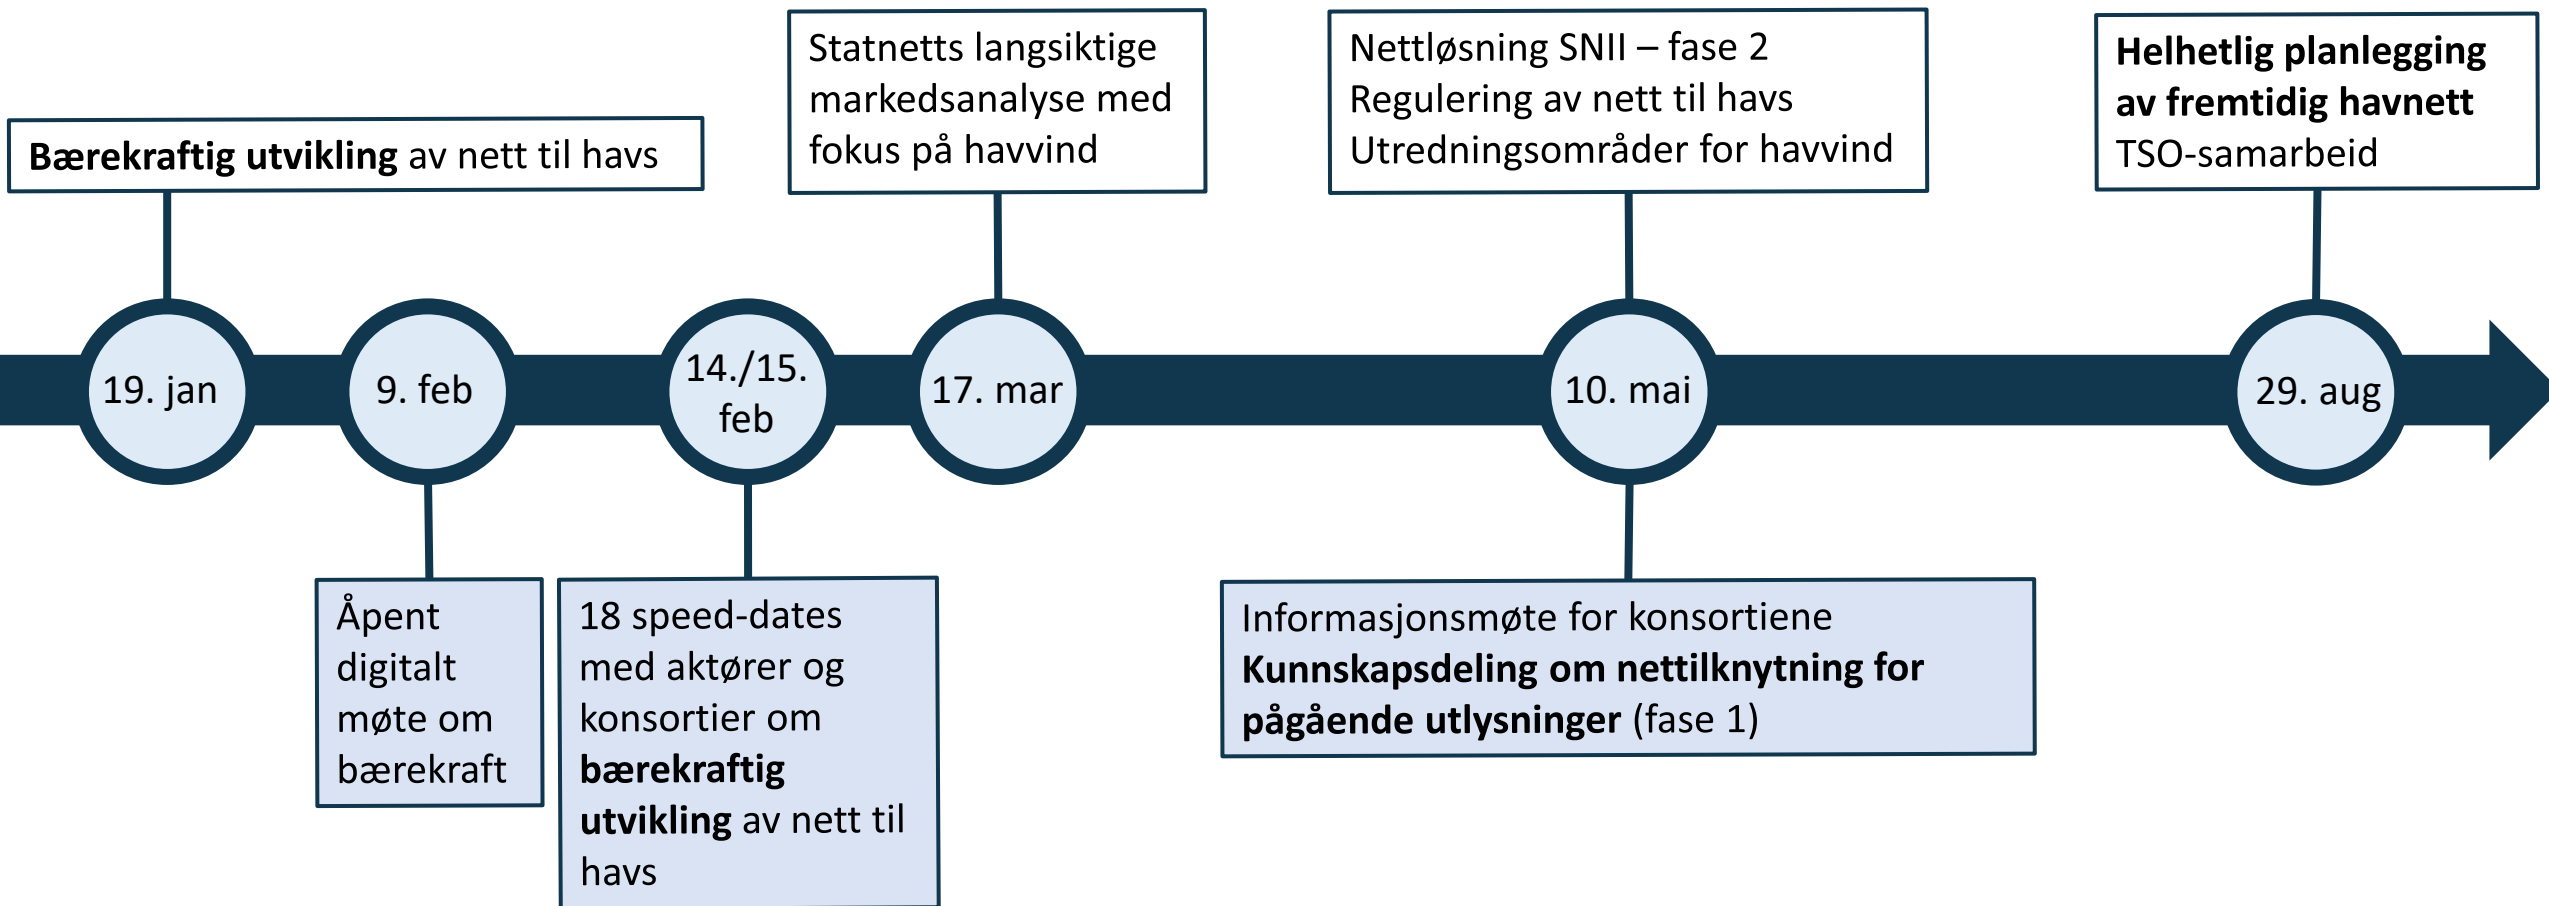 Bærekraftig utvikling av nett til havs
Statnetts langsiktige
markedsanalyse med
fokus på havvind
Nettløsning SNII – fase 2
Regulering av nett til havs
Utredningsområder for havvind
Helhetlig planlegging
av fremtidig havnett
TSO-samarbeid
19. jan
9. feb
14./15.
feb
17. mar
10. mai
29. aug
Åpent
digitalt
møte om
bærekraft
18 speed-dates
med aktører og
konsortier om
bærekraftig
utvikling av nett til
havs
Informasjonsmøte for konsortiene
Kunnskapsdeling om nettilknytning for
pågående utlysninger (fase 1)